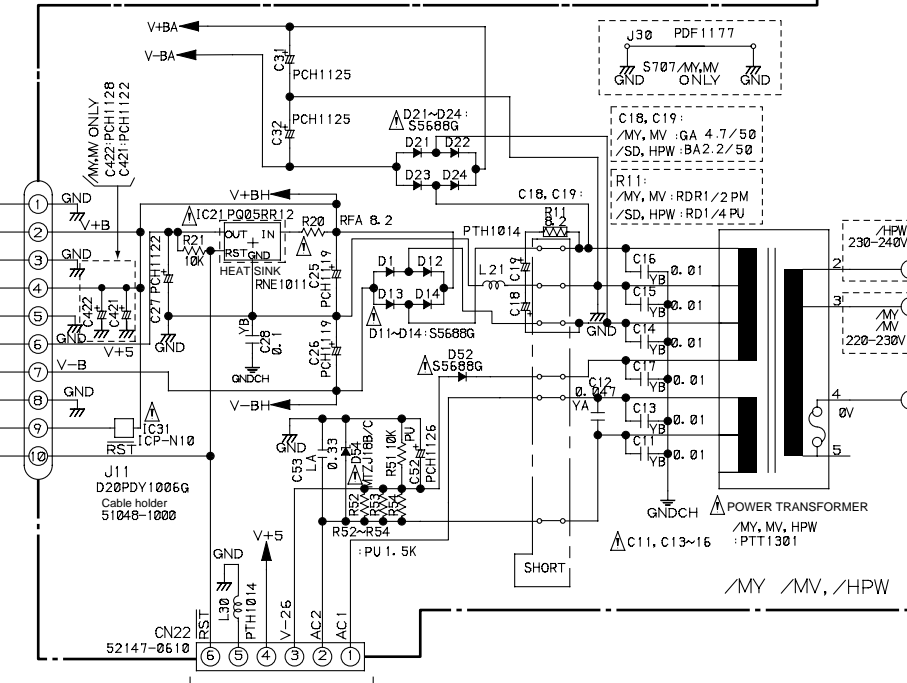 V+BA
V-BA
C31
PCH1125
C32
PCH1125
J30 PDF1177
S707/MY,MV
ONLY
GND
GND
C18, C19:
/MY, MV :GA 4.7/50
/SD, HPW :BA2.2/50
R11:
/MY, MV :RDR1/2PM
/SD, HPW :RD1/4PU
D21~D24:
S5688G
D21
D22
D23
D24
/MY,MV ONLY
C422:PCH1128
C421:PCH1122
V+BH
IC21 PQ05RR12
OUT
IN
RST
GND
HEAT SINK
RNE1011
R21
10K
R20
RFA 8.2
C27
PCH1122
C25
PCH1119
C26
PCH1119
YB
C28
0.1
GNDCH
V-BH
GND
V+B
GND
C422
C421
GND
V+5
V-B
GND
GND
1
2
3
4
5
6
7
8
9
10
IC31
ICP-N10
RST
J11
D20PDY1006G
Cable holder
51048-1000
D1
D12
D13
D14
D11~D14:S5688G
D52
S5688G
PTH1014
L21
C18, C19:
R11
8.2
C19
C18
GND
C16
YB
0.01
C15
YB
0.01
C14
YB
0.01
C17
YB
0.01
C12
0.047
YA
C13
YB
0.01
C11
YB
0.01
GNDCH
C11, C13~16
POWER TRANSFORMER
/MY, MV, HPW
:PTT1301
/HPW
230-240V
2
3
/MY
/MV
220-230V
4
0V
5
GND
C53
LA
0.33
D54
MTZJ18B/C
R51 10K
PU
C52
PCH1126
R52
R53
R54
R52~R54
:PU 1.5K
SHORT
/MY /MV, /HPW
GND
L30
PTH1014
V+5
RST
V-26
AC2
AC1
CN22
52147-0610
6
5
4
3
2
1